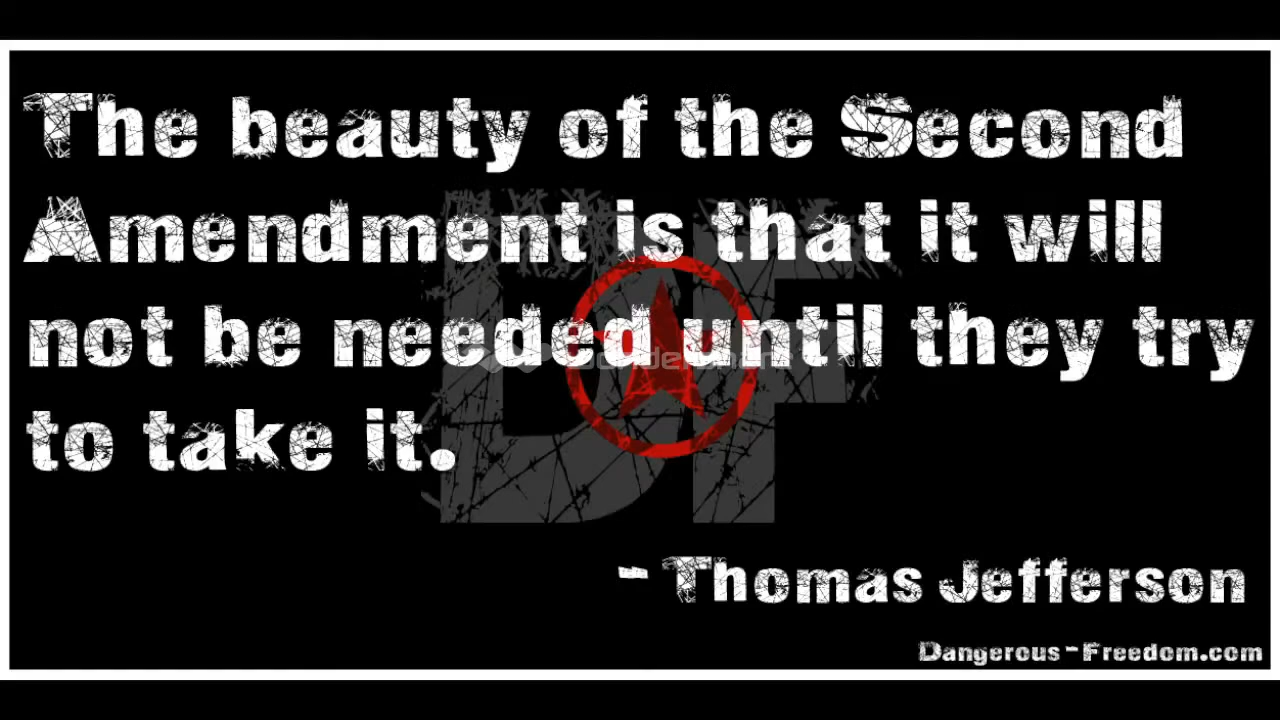 The beauty of the Second
Amendment is that it will
not be needed until they try
to take it.
- Thomas Jefferson
Dangerous-Freedom.com
DF